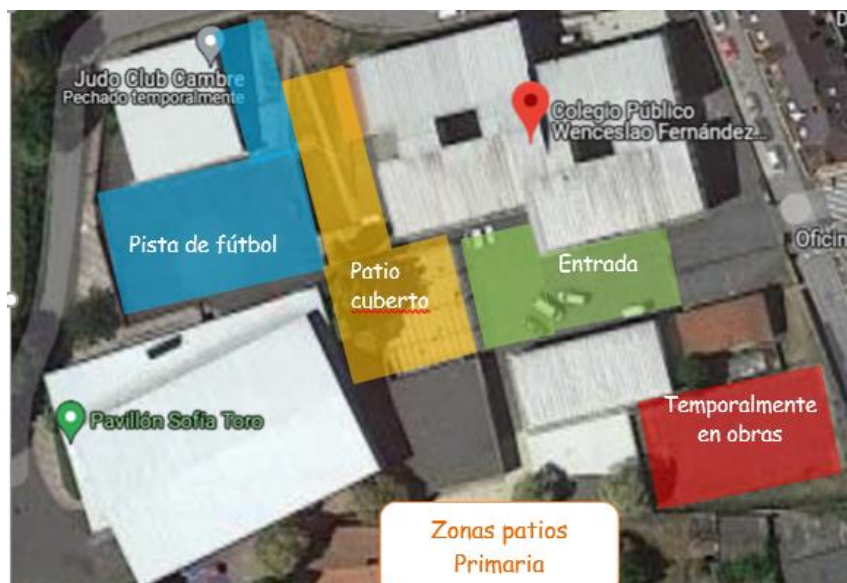 D
Judo Club Cambre
Pechado temporalmente
Colegio Público
Wenceslao Fernández...
Oficin
Pista de fútbol
Entrada
Patio
cuberto
Temporalmente
en obras
Pavillón Sofía Toro
Zonas patios
Primaria